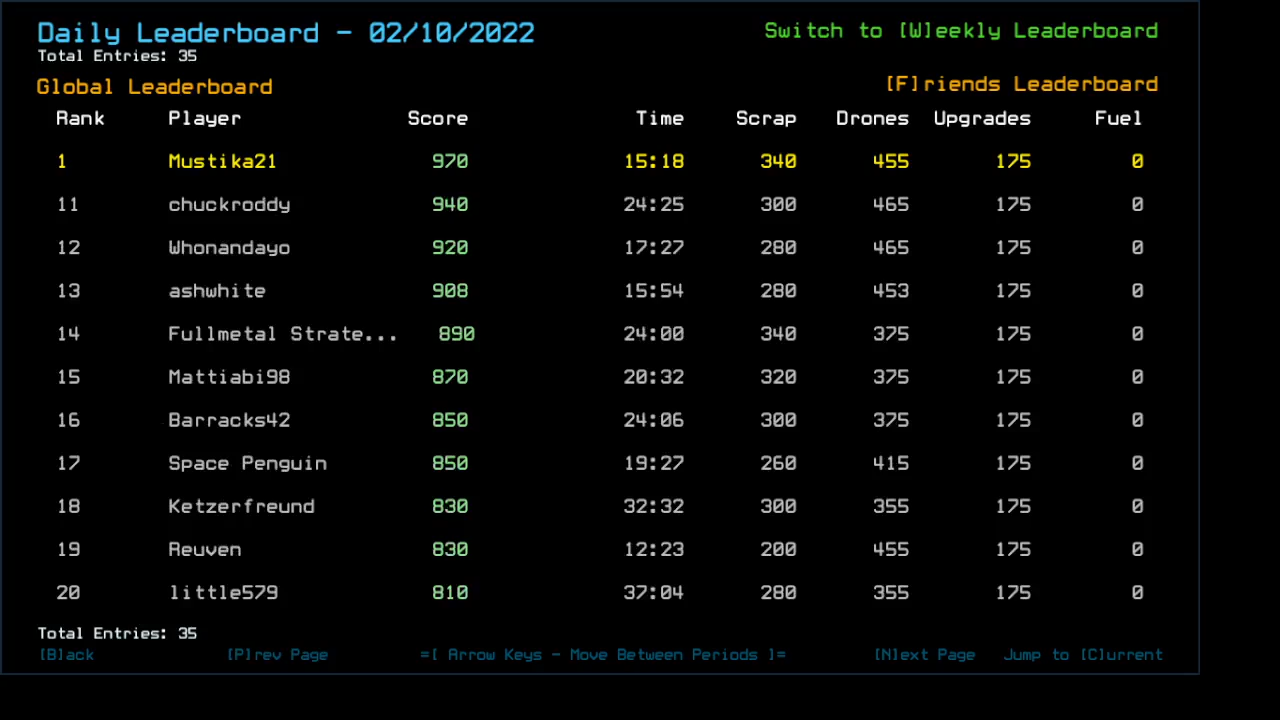 Daily Leaderboard - 02/10/2022 Switch to [W]eekly Leaderboard
Total Entries: 35
Global Leaderboard [F]riends Leaderboard
Rank Player Score Time Scrap Drones Upgrades Fuel
1 Mustika21 970 15:18 340 455 175 0
11 chuckroddy 940 24:25 300 465 175 0
12 Whonandayo 920 17:27 280 465 175 0
13 ashwhite 908 15:54 280 453 175 0
14 Fullmetal Strate... 890 24:00 340 375 175 0
15 Mattiabi98 870 20:32 320 375 175 0
16 Barracks42 850 24:06 300 375 175 0
17 Space Penguin 850 19:27 260 415 175 0
18 Ketzerfreund 830 32:32 300 355 175 0
19 Reuven 830 12:23 200 455 175 0
20 little579 810 37:04 280 355 175 0
Total Entries: 35
[B]ack [P]rev Page =[ Arrow Keys - Move Between Periods ]= [N]ext Page Jump to [C]urrent